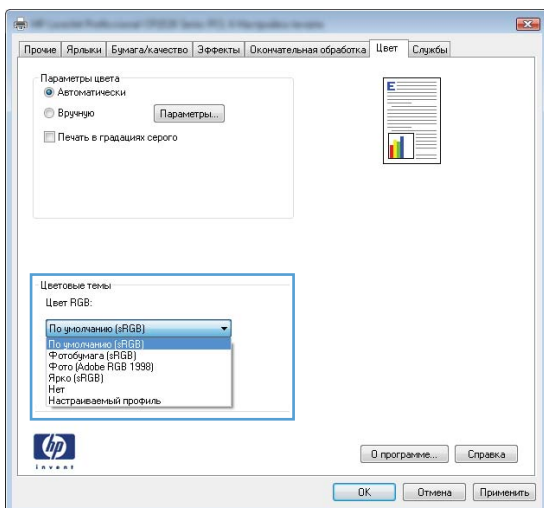 Прочие Ярлыки Бумага/качество Эффекты Окончательная обработка Цвет Службы
Параметры цвета
Автоматически
Вручную Параметры...
Печать в градациях серого
E
Цветовые темы
Цвет RGB:
По умолчанию (sRGB)
По умолчанию (sRGB)
Фотобумага (sRGB)
Фото (Adobe RGB 1998)
Ярко (sRGB)
Нет
Настраиваемый профиль
hp
invent
О программе... Справка
OK Отмена Применить